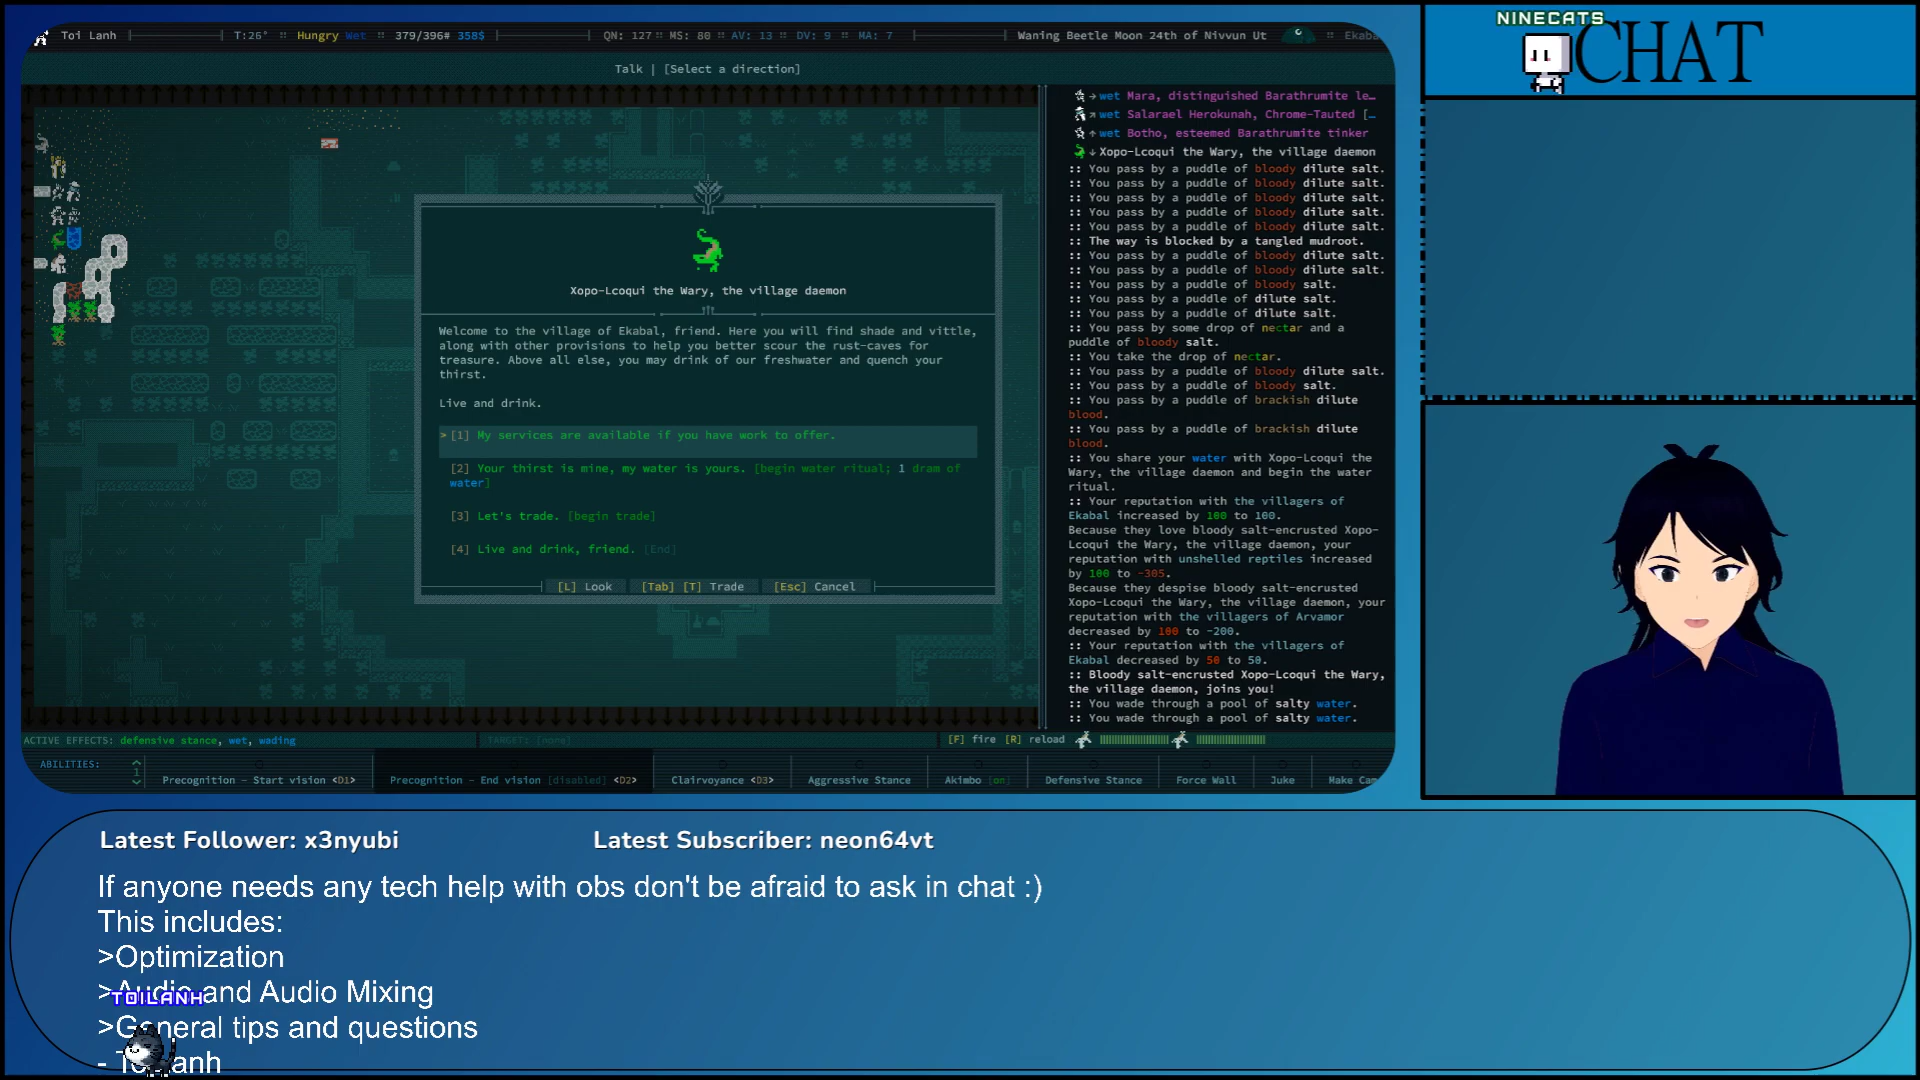 Toi Lanh
T:26° :: Hungry Wet :: 379/396# 358$
QN: 127 :: MS: 80 :: AV: 13 :: DV: 9 :: MA: 7
Waning Beetle Moon 24th of Nivvun Ut :: Ekaba
Talk | [Select a direction]
Xopo-Lcoqui the Wary, the village daemon
Welcome to the village of Ekabal, friend. Here you will find shade and vittle,
along with other provisions to help you better scour the rust-caves for
treasure. Above all else, you may drink of our freshwater and quench your
thirst.
Live and drink.
> [1] My services are available if you have work to offer.
[2] Your thirst is mine, my water is yours. [begin water ritual; 1 dram of
water]
[3] Let's trade. [begin trade]
[4] Live and drink, friend. [End]
[L] Look [Tab] [T] Trade [Esc] Cancel
wet Mara, distinguished Barathrumite le…
wet Salarael Herokunah, Chrome-Tauted […
wet Botho, esteemed Barathrumite tinker
Xopo-Lcoqui the Wary, the village daemon
:: You pass by a puddle of bloody dilute salt.
:: You pass by a puddle of bloody dilute salt.
:: You pass by a puddle of bloody dilute salt.
:: You pass by a puddle of bloody dilute salt.
:: You pass by a puddle of bloody dilute salt.
:: The way is blocked by a tangled mudroot.
:: You pass by a puddle of bloody dilute salt.
:: You pass by a puddle of bloody dilute salt.
:: You pass by a puddle of bloody salt.
:: You pass by a puddle of dilute salt.
:: You pass by a puddle of dilute salt.
:: You pass by some drop of nectar and a
puddle of bloody salt.
:: You take the drop of nectar.
:: You pass by a puddle of bloody dilute salt.
:: You pass by a puddle of bloody salt.
:: You pass by a puddle of brackish dilute
blood.
:: You pass by a puddle of brackish dilute
blood.
:: You share your water with Xopo-Lcoqui the
Wary, the village daemon and begin the water
ritual.
:: Your reputation with the villagers of
Ekabal increased by 100 to 100.
Because they love bloody salt-encrusted Xopo-
Lcoqui the Wary, the village daemon, your
reputation with unshelled reptiles increased
by 100 to -305.
Because they despise bloody salt-encrusted
Xopo-Lcoqui the Wary, the village daemon, your
reputation with the villagers of Arvamor
decreased by 100 to -200.
:: Your reputation with the villagers of
Ekabal decreased by 50 to 50.
:: Bloody salt-encrusted Xopo-Lcoqui the Wary,
the village daemon, joins you!
:: You wade through a pool of salty water.
:: You wade through a pool of salty water.
ACTIVE EFFECTS: defensive stance, wet, wading
TARGET: [none]
[F] fire [R] reload
ABILITIES:
1
Precognition - Start vision <D1>
Precognition - End vision [disabled] <D2>
Clairvoyance <D3>
Aggressive Stance
Akimbo [on]
Defensive Stance
Force Wall
Juke
Make Cam
NINECATS
CHAT
Latest Follower: x3nyubi
Latest Subscriber: neon64vt
If anyone needs any tech help with obs don't be afraid to ask in chat :)
This includes:
>Optimization
>Audio and Audio Mixing
TOILANH
>General tips and questions
- Toilanh